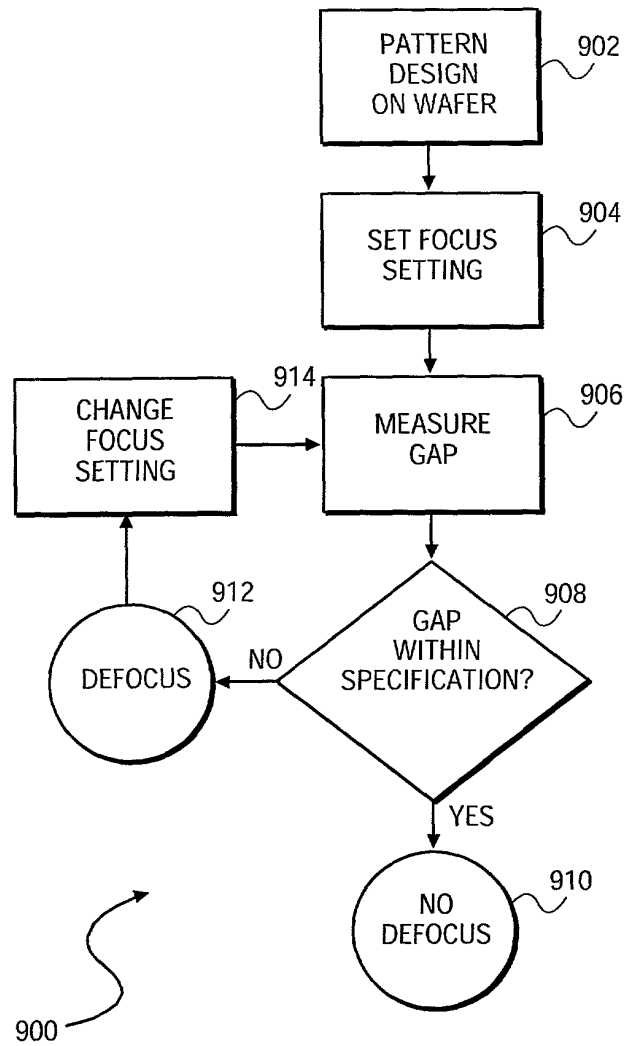 PATTERN
DESIGN
ON WAFER
902
SET FOCUS
SETTING
904
CHANGE
FOCUS
SETTING
914
MEASURE
GAP
906
GAP
WITHIN
SPECIFICATION?
908
NO
DEFOCUS
912
YES
NO
DEFOCUS
910
900